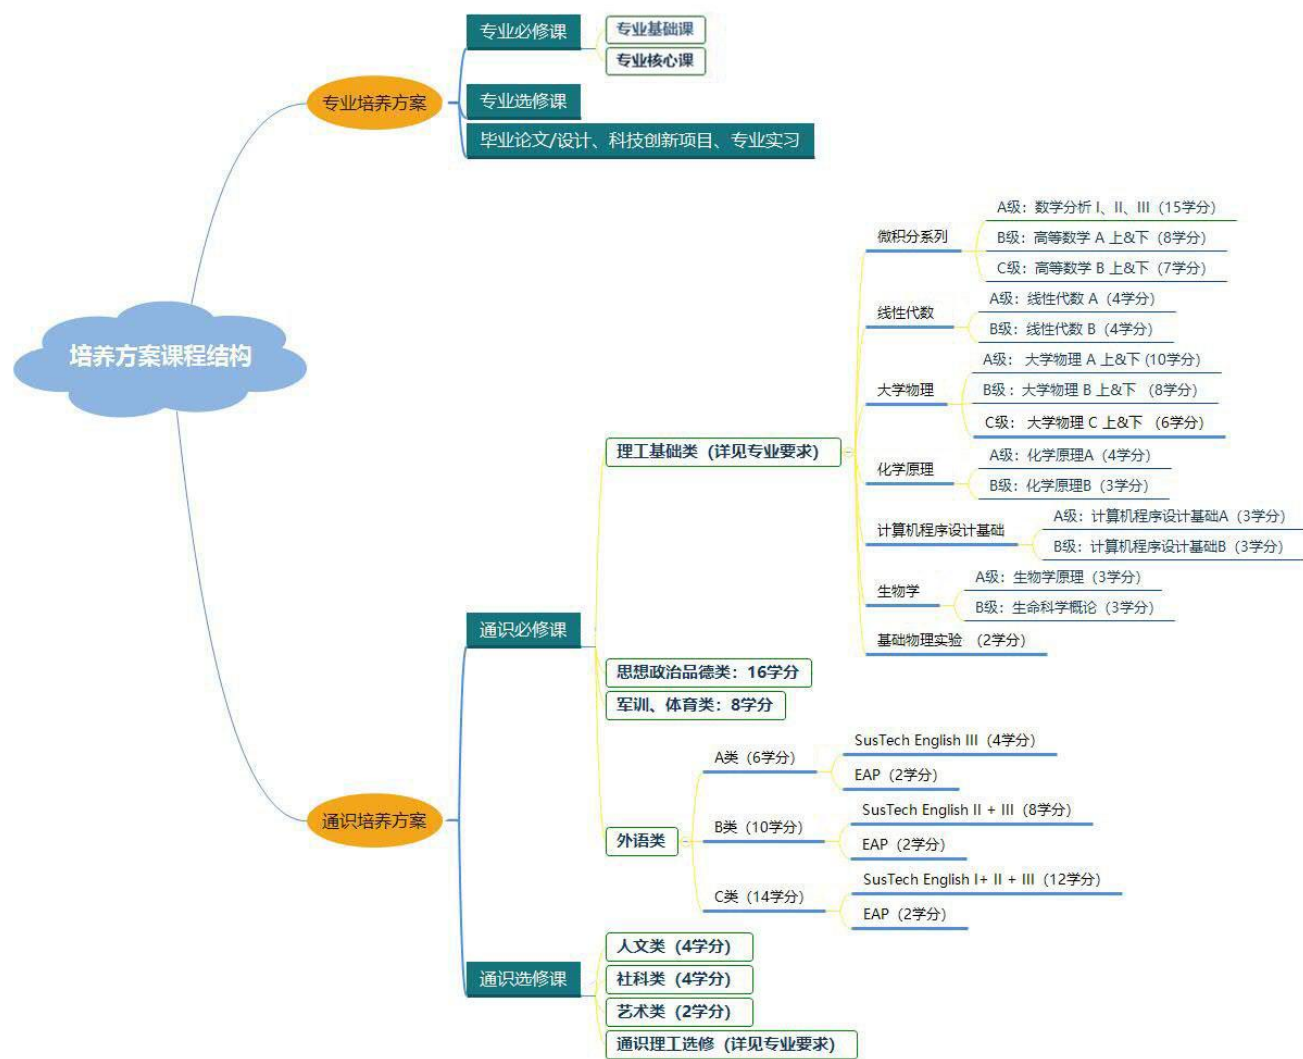 培养方案课程结构
专业培养方案
专业必修课
专业基础课
专业核心课
专业选修课
毕业论文/设计、科技创新项目、专业实习
通识培养方案
通识必修课
理工基础类（详见专业要求）
微积分系列
A级：数学分析 I、II、III（15学分）
B级：高等数学 A 上&下（8学分）
C级：高等数学 B 上&下（7学分）
线性代数
A级：线性代数 A（4学分）
B级：线性代数 B（4学分）
大学物理
A级： 大学物理 A 上&下 (10学分）
B级 : 大学物理 B 上&下 （8学分）
C级： 大学物理 C 上&下 （6学分）
化学原理
A级：化学原理A（4学分）
B级：化学原理B（3学分）
计算机程序设计基础
A级：计算机程序设计基础A（3学分）
B级：计算机程序设计基础B（3学分）
生物学
A级：生物学原理（3学分）
B级：生命科学概论（3学分）
基础物理实验 （2学分）
思想政治品德类：16学分
军训、体育类：8学分
外语类
A类（6学分）
SusTech English III（4学分）
EAP（2学分）
B类（10学分）
SusTech English II + III（8学分）
EAP（2学分）
C类（14学分）
SusTech English I+ II + III（12学分）
EAP（2学分）
通识选修课
人文类（4学分）
社科类（4学分）
艺术类（2学分）
通识理工选修（详见专业要求）